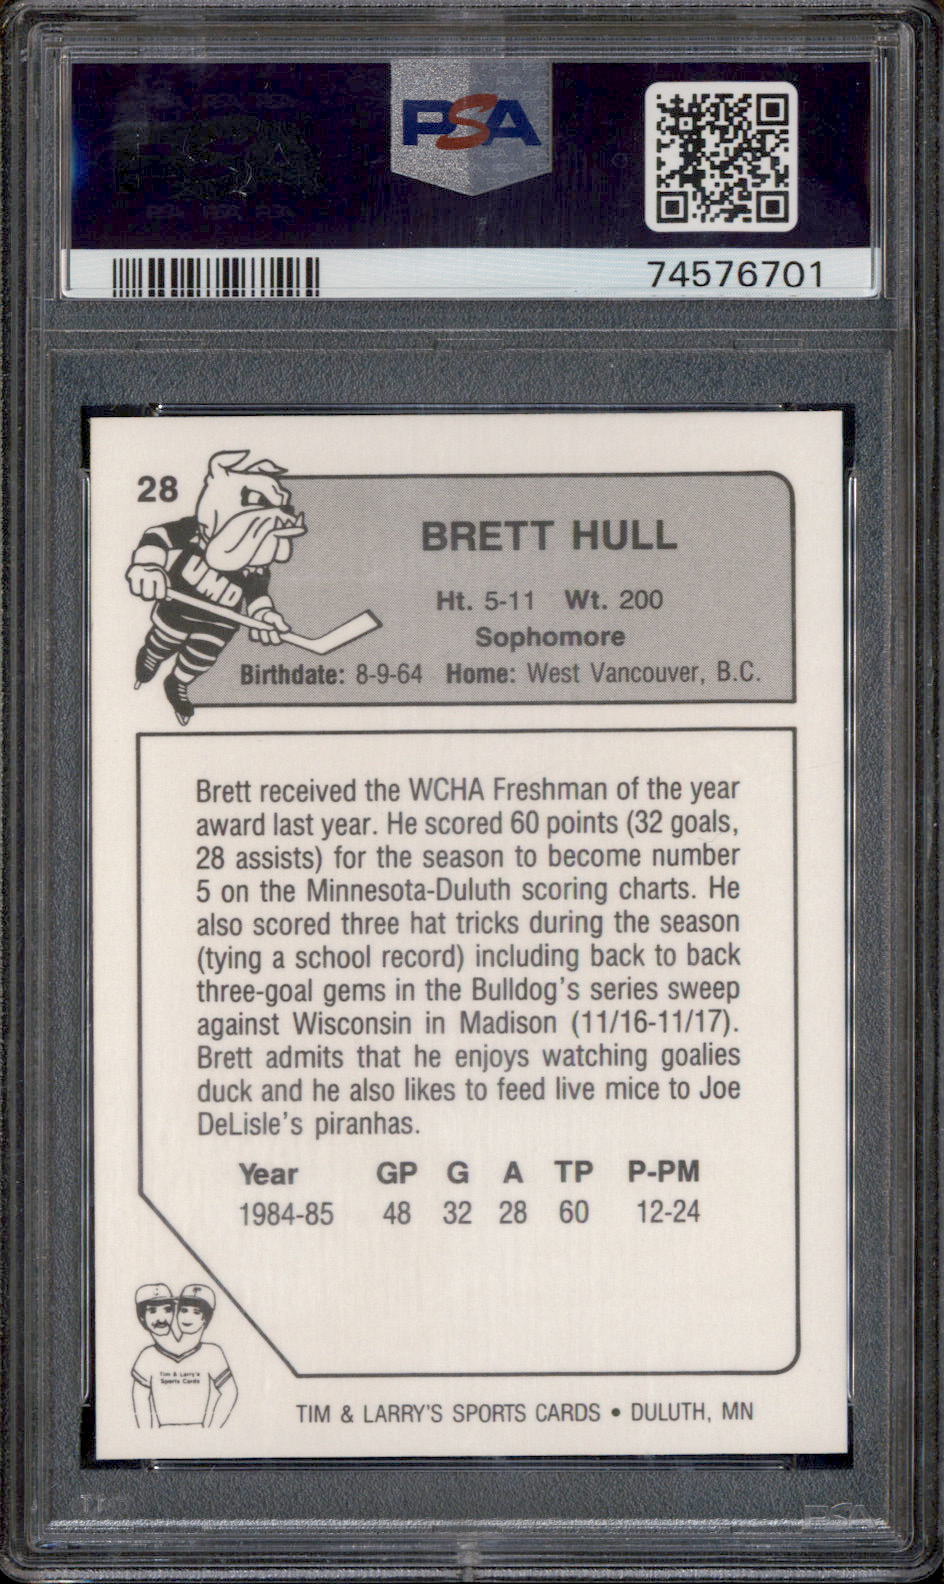 PSA
74576701
28
BRETT HULL
UMD
Ht. 5-11 Wt. 200
Sophomore
Birthdate: 8-9-64 Home: West Vancouver, B.C.
Brett received the WCHA Freshman of the year
award last year. He scored 60 points (32 goals,
28 assists) for the season to become number
5 on the Minnesota-Duluth scoring charts. He
also scored three hat tricks during the season
(tying a school record) including back to back
three-goal gems in the Bulldog's series sweep
against Wisconsin in Madison (11/16-11/17).
Brett admits that he enjoys watching goalies
duck and he also likes to feed live mice to Joe
DeLisle's piranhas.
Year GP G A TP P-PM
1984-85 48 32 28 60 12-24
Tim & Larry's
Sports Cards
TIM & LARRY'S SPORTS CARDS • DULUTH, MN
PSA